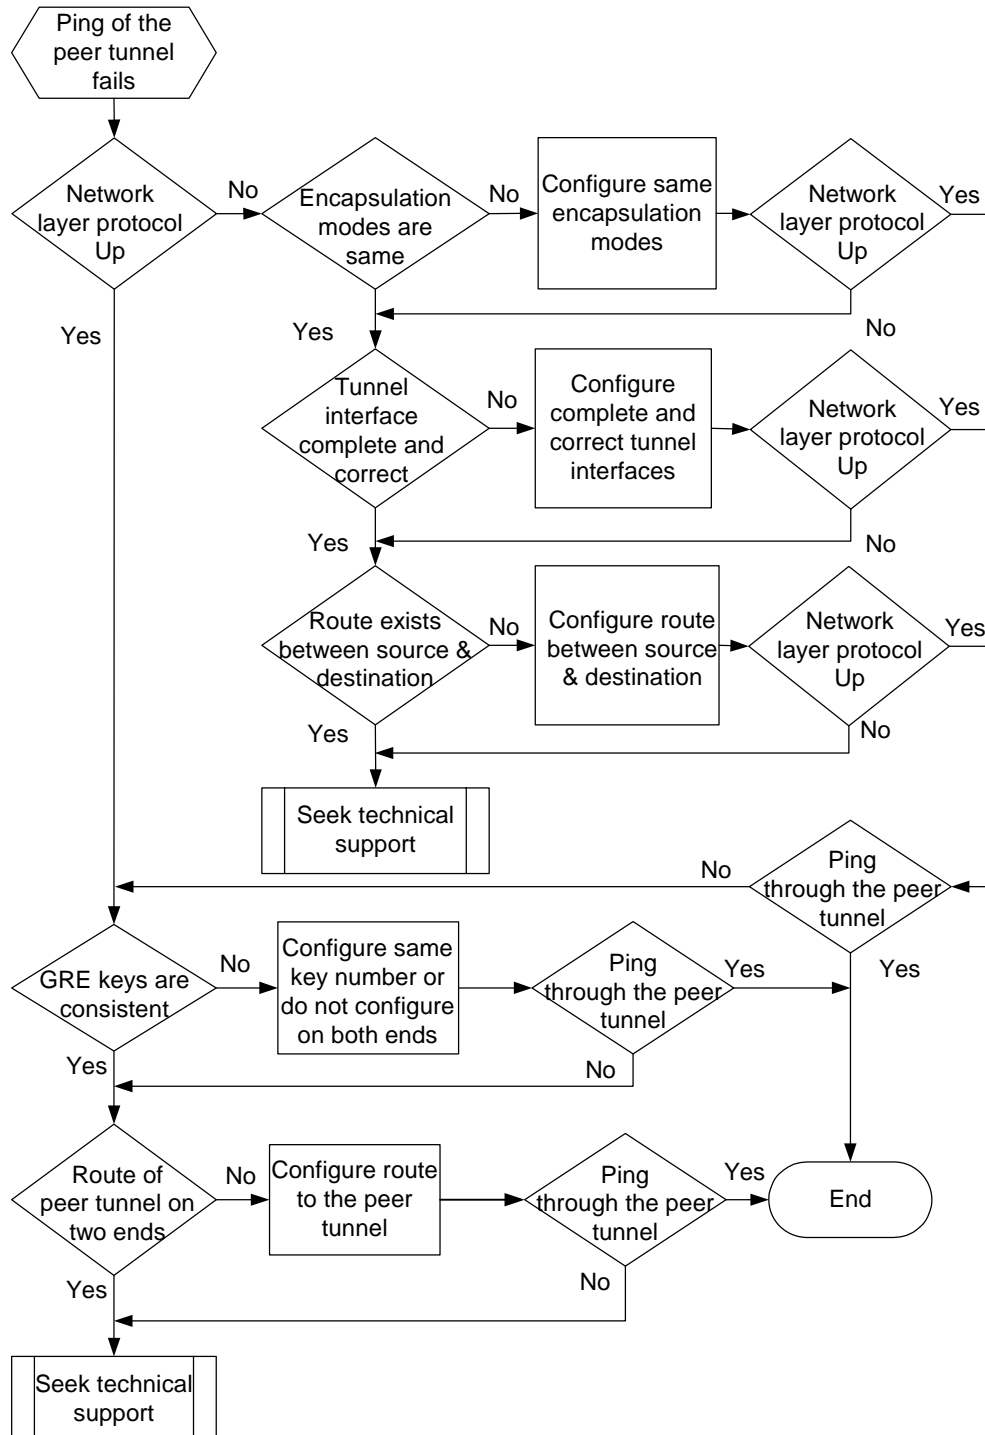 Ping of the
peer tunnel
fails
Network
layer protocol
Up
No
Encapsulation
modes are
same
No
Configure same
encapsulation
modes
Network
layer protocol
Up
Yes
Yes
Yes
No
Tunnel
interface
complete and
correct
No
Configure
complete and
correct tunnel
interfaces
Network
layer protocol
Up
Yes
Yes
No
Route exists
between source &
destination
No
Configure route
between source
& destination
Network
layer protocol
Up
Yes
Yes
No
Seek technical
support
Ping
through the peer
tunnel
No
Yes
GRE keys are
consistent
No
Configure same
key number or
do not configure
on both ends
Ping
through the peer
tunnel
Yes
Yes
No
Route of
peer tunnel on
two ends
No
Configure route
to the peer
tunnel
Ping
through the peer
tunnel
Yes
End
Yes
No
Seek technical
support